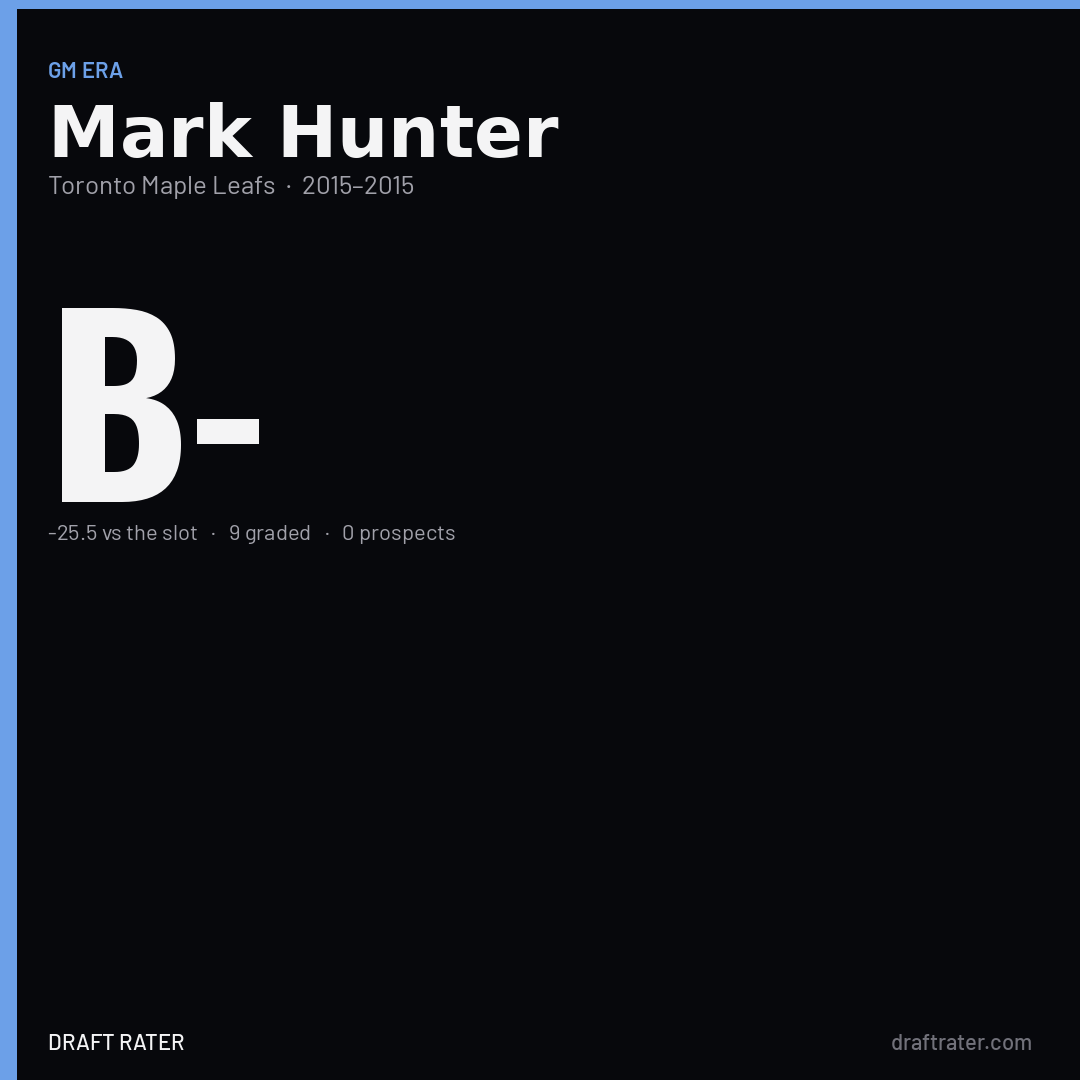 GM ERA
Mark Hunter
Toronto Maple Leafs · 2015–2015
B-
-25.5 vs the slot · 9 graded · 0 prospects
DRAFT RATER
draftrater.com